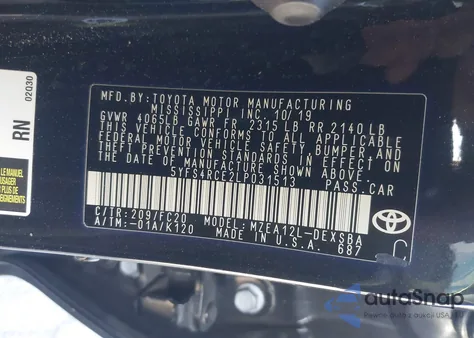 RN
02Q30
MFD. BY: TOYOTA MOTOR MANUFACTURING
MISSISSIPPI, INC. 10/19
GVWR 4065LB GAWR FR 2315 LB RR 2140 LB
THIS VEHICLE CONFORMS TO ALL APPLICABLE
FEDERAL MOTOR VEHICLE SAFETY, BUMPER, AND
THEFT PREVENTION STANDARDS IN EFFECT ON
THE DATE OF MANUFACTURE SHOWN ABOVE.
5YFS4RCE2LP031513 PASS.CAR
C/TR: 209/FC20 MODEL: MZEA12L-DEXSBA
A/TM: -01A/K120 MADE IN U.S.A. 687
TOYOTA
C
autoSnap